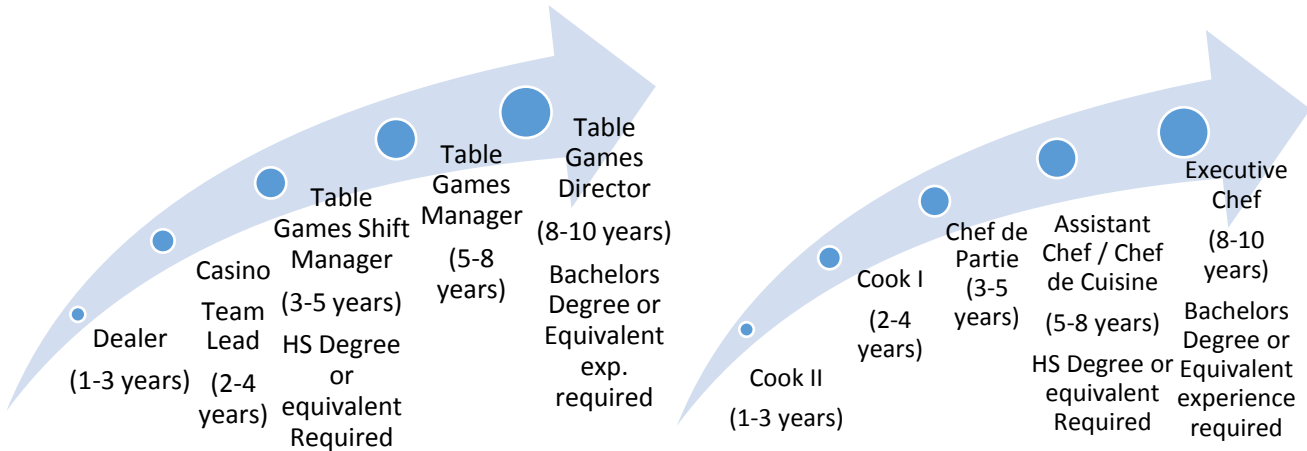 Dealer
(1-3 years)
Casino
Team
Lead
(2-4
years)
Table
Games Shift
Manager
(3-5 years)
HS Degree
or
equivalent
Required
Table
Games
Manager
(5-8
years)
Table
Games
Director
(8-10 years)
Bachelors
Degree or
Equivalent
exp.
required
Cook II
(1-3 years)
Cook I
(2-4
years)
Chef de
Partie
(3-5
years)
Assistant
Chef / Chef
de Cuisine
(5-8 years)
HS Degree or
equivalent
Required
Executive
Chef
(8-10
years)
Bachelors
Degree or
Equivalent
experience
required